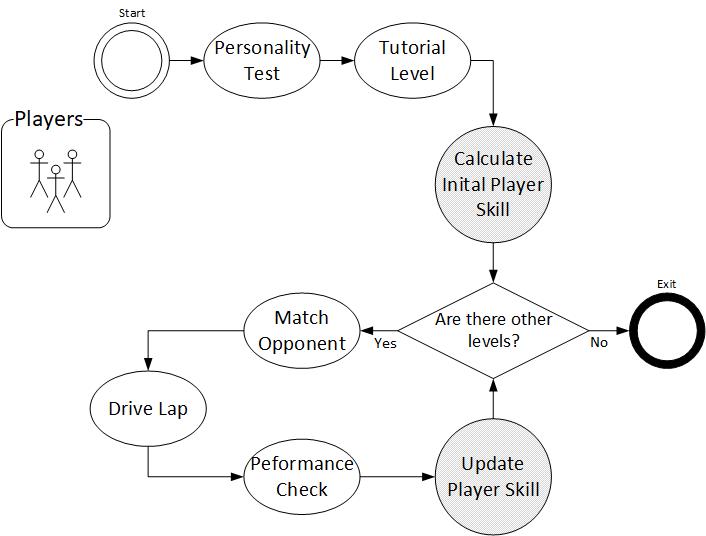 Start
Personality
Test
Tutorial
Level
Players
Calculate
Inital Player
Skill
Exit
Are there other
levels?
Yes
No
Match
Opponent
Drive Lap
Peformance
Check
Update
Player Skill